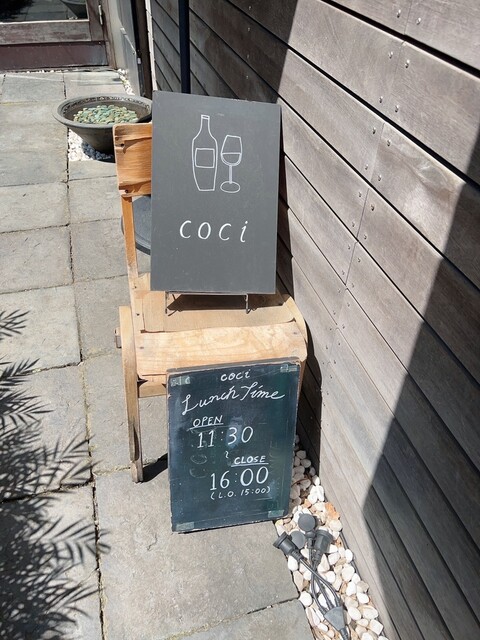 coci
coci
Lunch Time
OPEN
11:30
~
CLOSE
16:00
(L.O. 15:00)